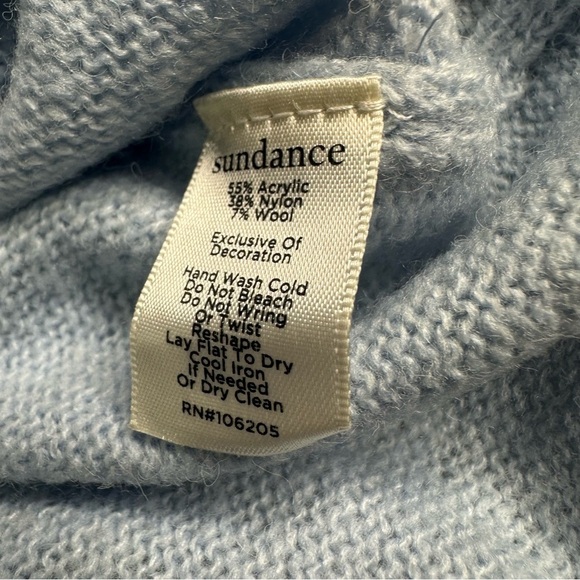 sundance
55% Acrylic
38% Nylon
7% Wool
Exclusive Of
Decoration
Hand Wash Cold
Do Not Bleach
Do Not Wring
Or Twist
Reshape
Lay Flat To Dry
Cool Iron
If Needed
Or Dry Clean
RN#106205